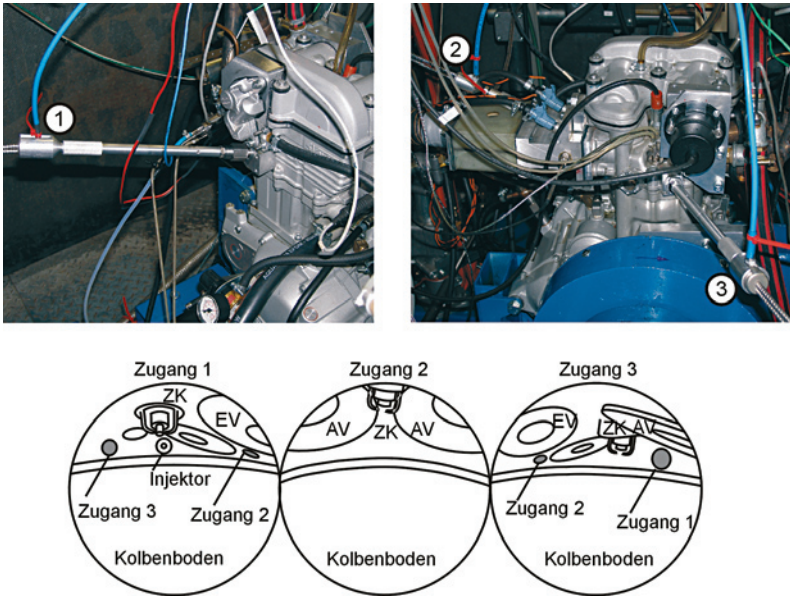 1
2
3
Zugang 1
ZK
EV
Injektor
Zugang 3
Zugang 2
Kolbenboden
Zugang 2
AV
ZK
AV
Kolbenboden
Zugang 3
EV
ZK
AV
Zugang 2
Zugang 1
Kolbenboden